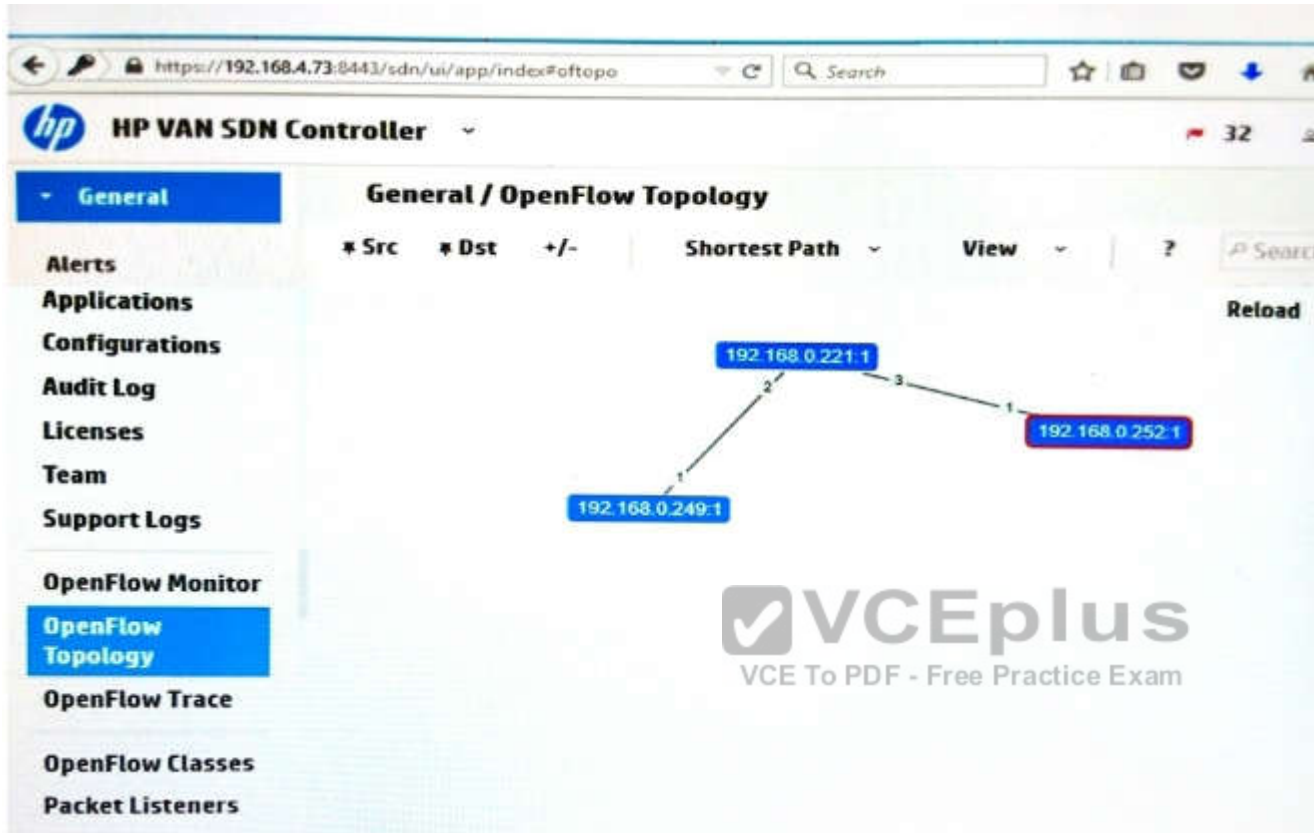 https://192.168.4.73:8443/sdn/ui/app/index#oftopo
Search
hp HP VAN SDN Controller
32
General
General / OpenFlow Topology
Src Dst +/- Shortest Path View ?
Reload
Alerts
Applications
Configurations
Audit Log
Licenses
Team
Support Logs
OpenFlow Monitor
OpenFlow
Topology
OpenFlow Trace
OpenFlow Classes
Packet Listeners
192.168.0.221:1
2
3
1
192.168.0.252:1
1
192.168.0.249:1
VCEplus
VCE To PDF - Free Practice Exam